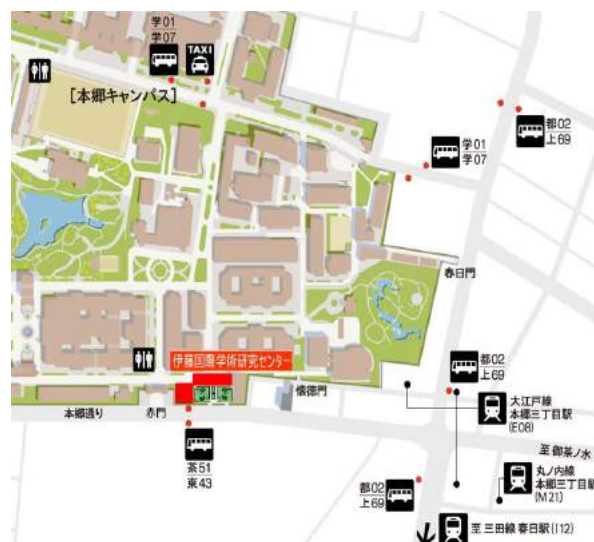 学01
学07
TAXI
[本郷キャンパス]
都02
上69
学01
学07
春日門
伊藤国際学術研究センター
都02
上69
懐徳門
大江戸線
本郷三丁目駅
(E08)
本郷通り
赤門
至 御茶ノ水
茶51
東43
丸ノ内線
本郷三丁目駅
(M21)
都02
上69
至 三田線 春日駅(I12)